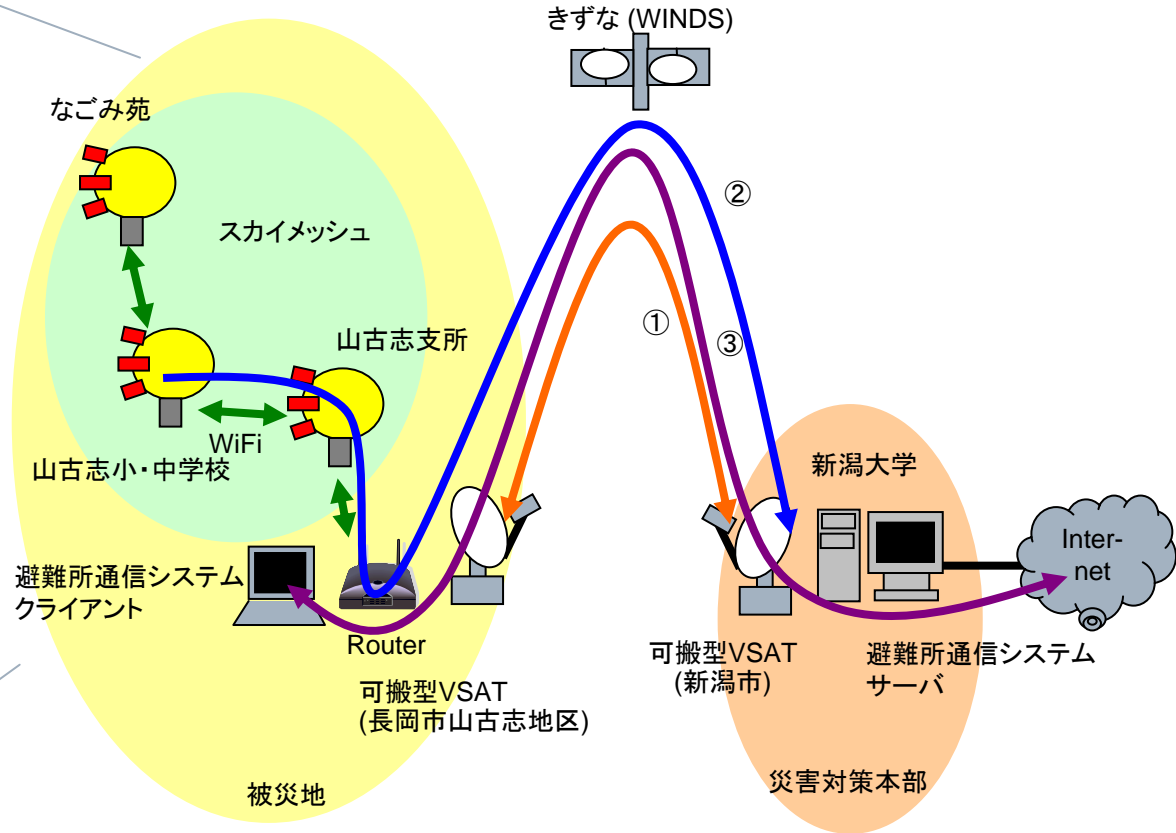 きずな (WINDS)
なごみ苑
スカイメッシュ
②
①
③
山古志支所
WiFi
山古志小・中学校
新潟大学
Inter-
net
避難所通信システム
クライアント
Router
可搬型VSAT
(長岡市山古志地区)
可搬型VSAT
(新潟市)
避難所通信システム
サーバ
被災地
災害対策本部